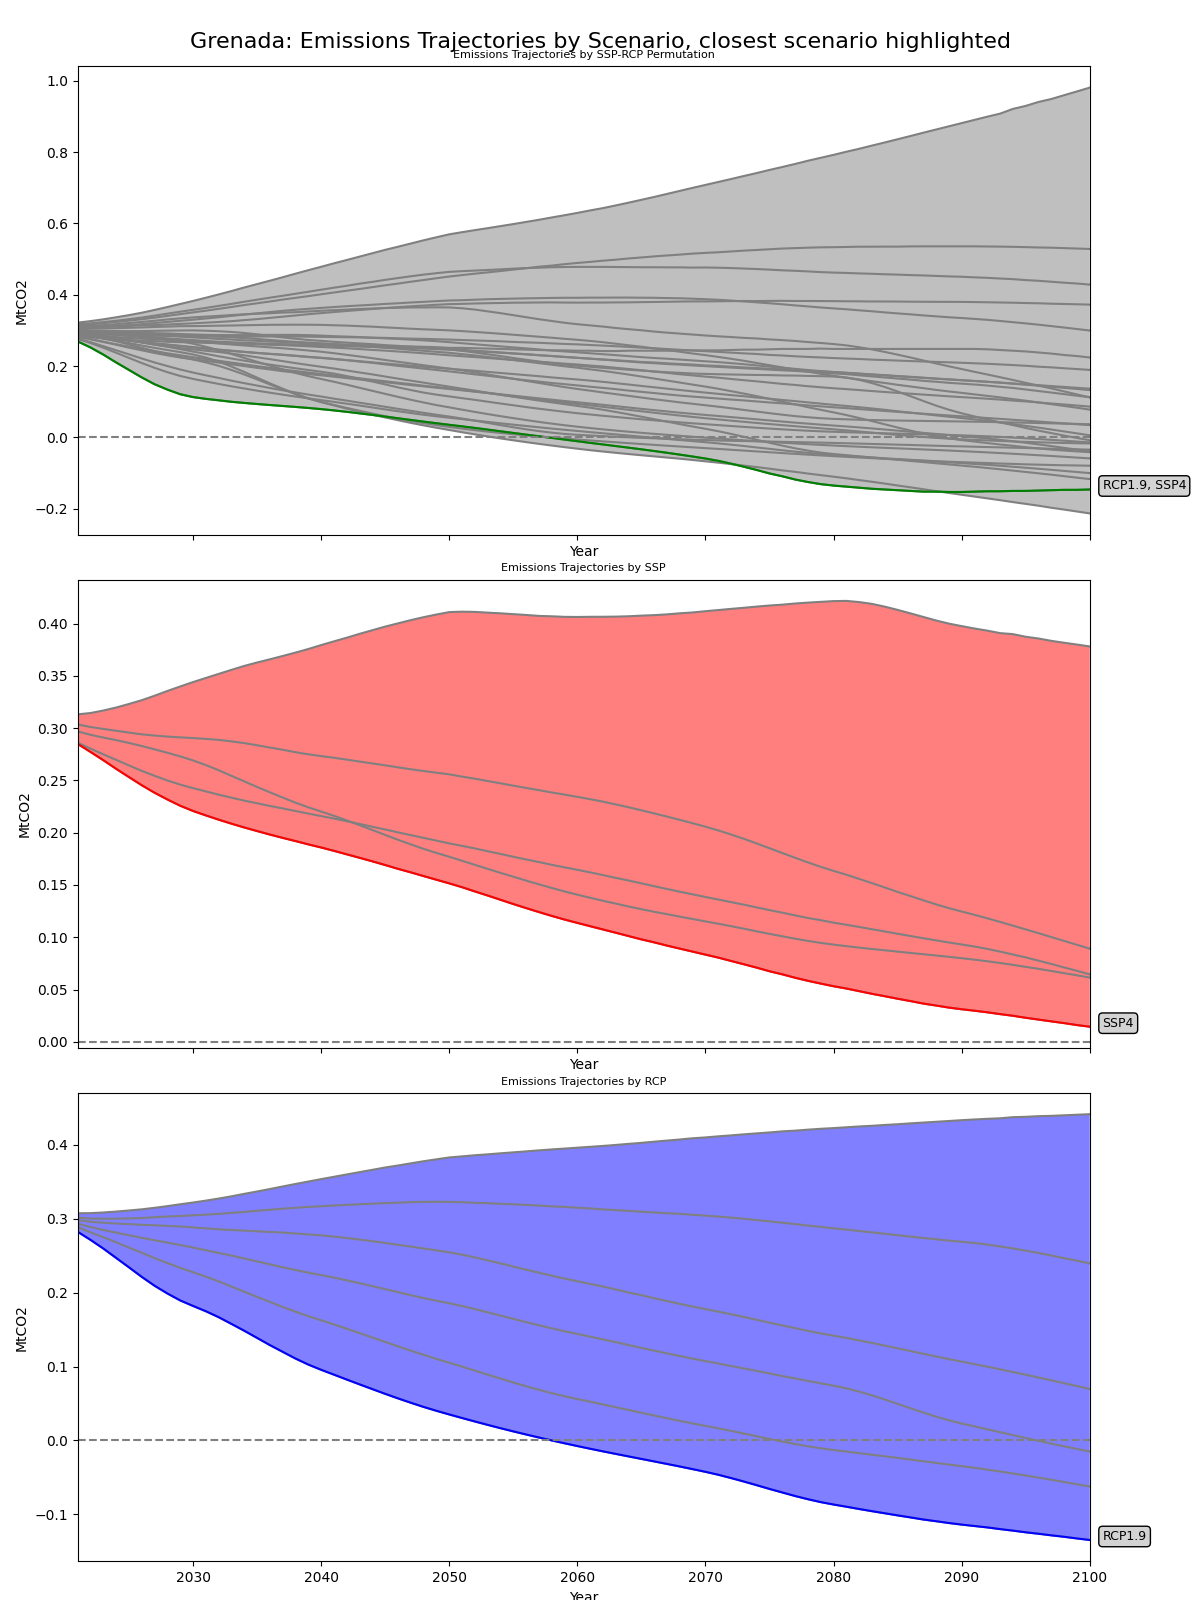 Grenada: Emissions Trajectories by Scenario, closest scenario highlighted
Emissions Trajectories by SSP-RCP Permutation
1.0
0.8
0.6
0.4
0.2
0.0
−0.2
MtCO2
RCP1.9, SSP4
Year
Emissions Trajectories by SSP
0.40
0.35
0.30
0.25
0.20
0.15
0.10
0.05
0.00
MtCO2
SSP4
Year
Emissions Trajectories by RCP
0.4
0.3
0.2
0.1
0.0
−0.1
MtCO2
RCP1.9
2030 2040 2050 2060 2070 2080 2090 2100
Year